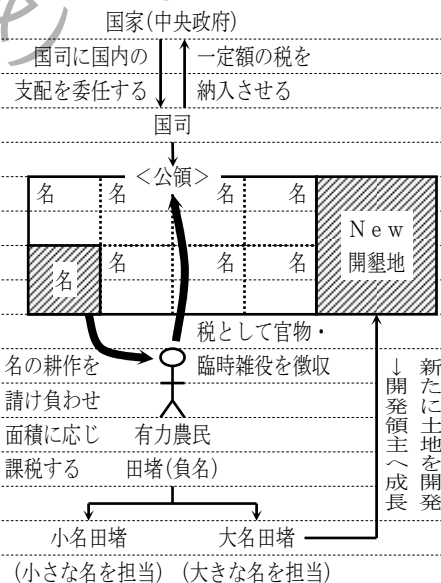 国家(中央政府)
国司に国内の
支配を委任する
一定額の税を
納入させる
国司
<公領>
名
名
名
名
New
開墾地
名
名
名
名
税として官物・
臨時雑役を徴収
名の耕作を
請け負わせ
面積に応じ
課税する
有力農民
田堵(負名)
新たに土地を開発
→開発領主へ成長
小名田堵
大名田堵
(小さな名を担当)
(大きな名を担当)